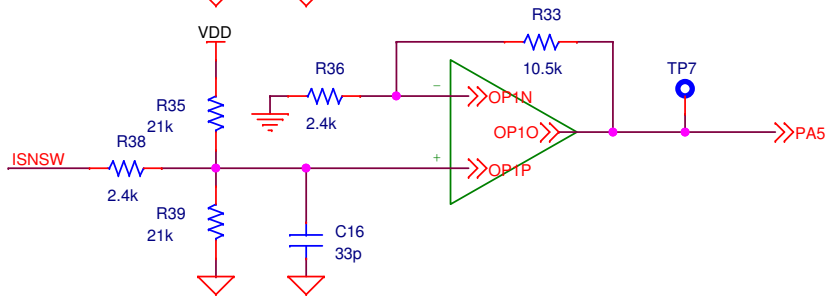 R33
VDD
10.5k
TP7
R36
R35
OP1N
21k
2.4k
OP1O
PA5
R38
ISNSW
+
OP1P
2.4k
R39
21k
C16
33p